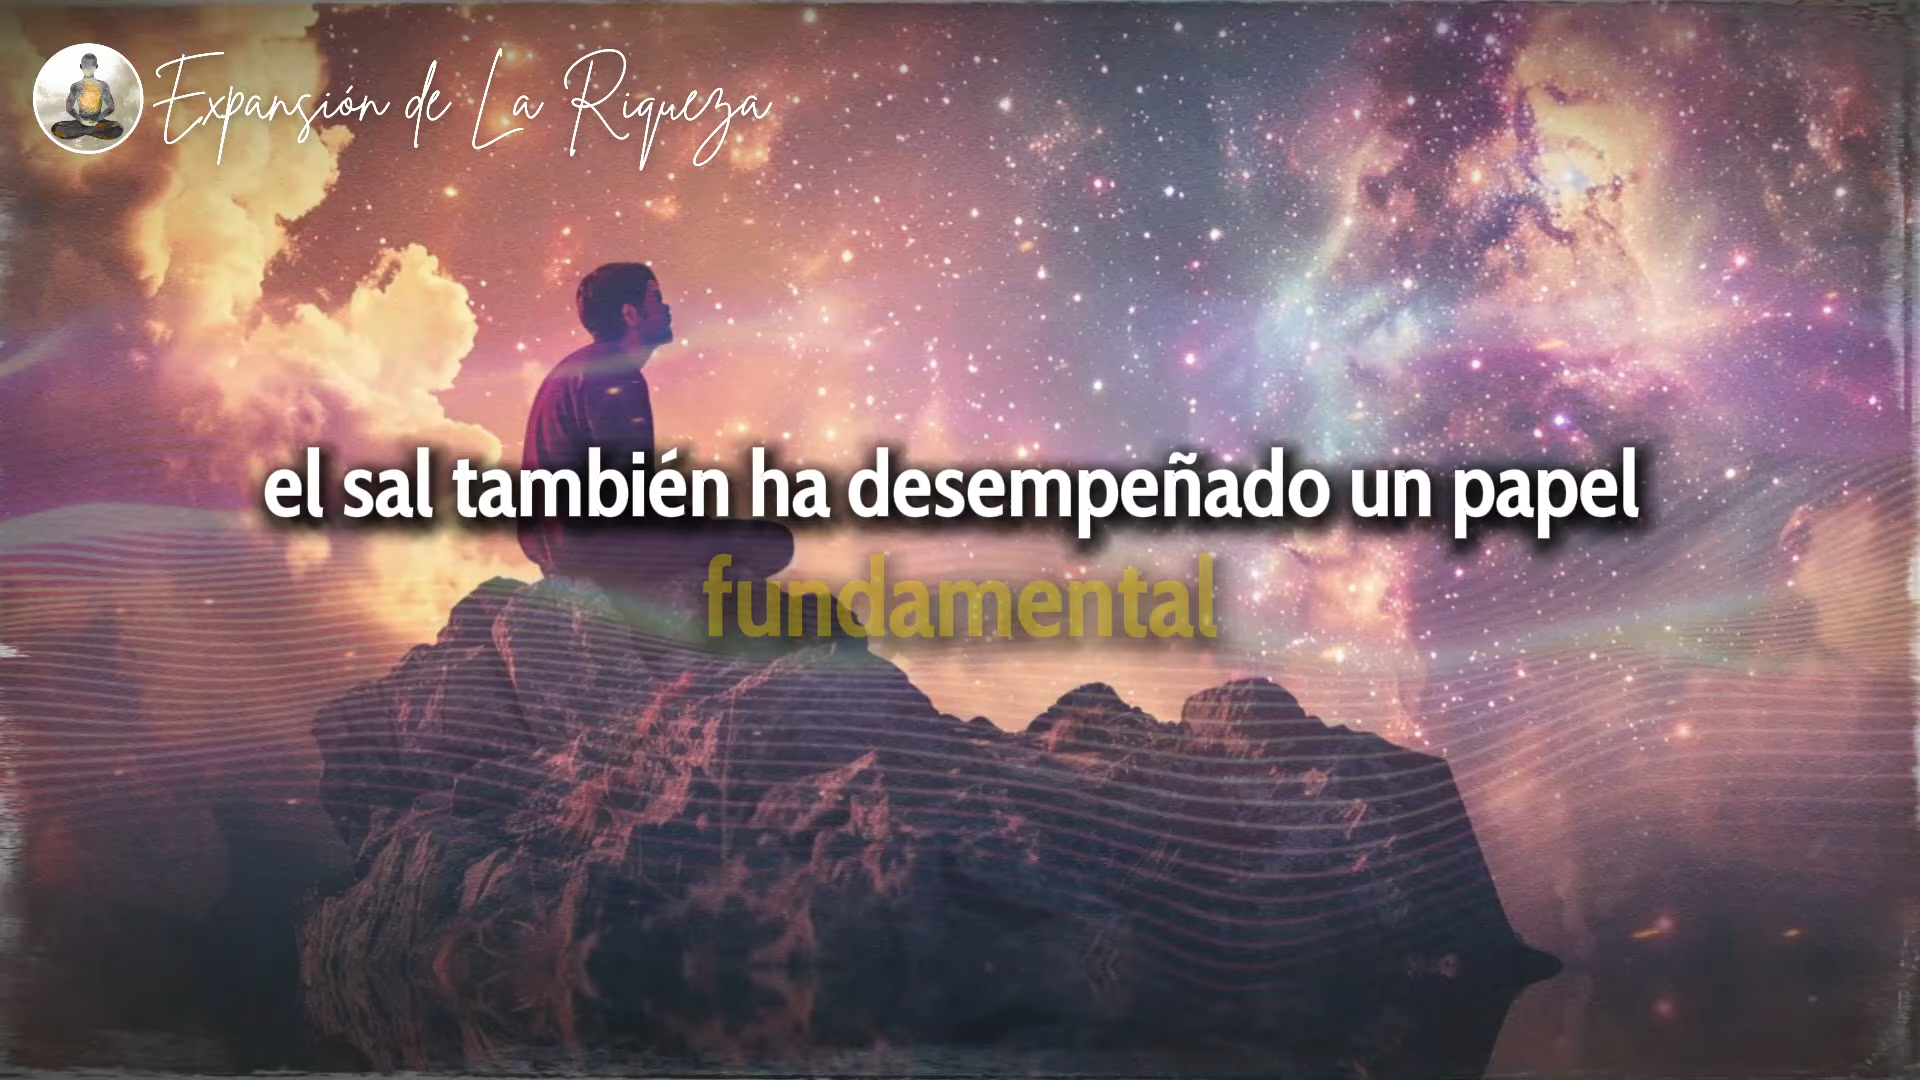 Expansión de La Riqueza
el sal también ha desempeñado un papel
fundamental